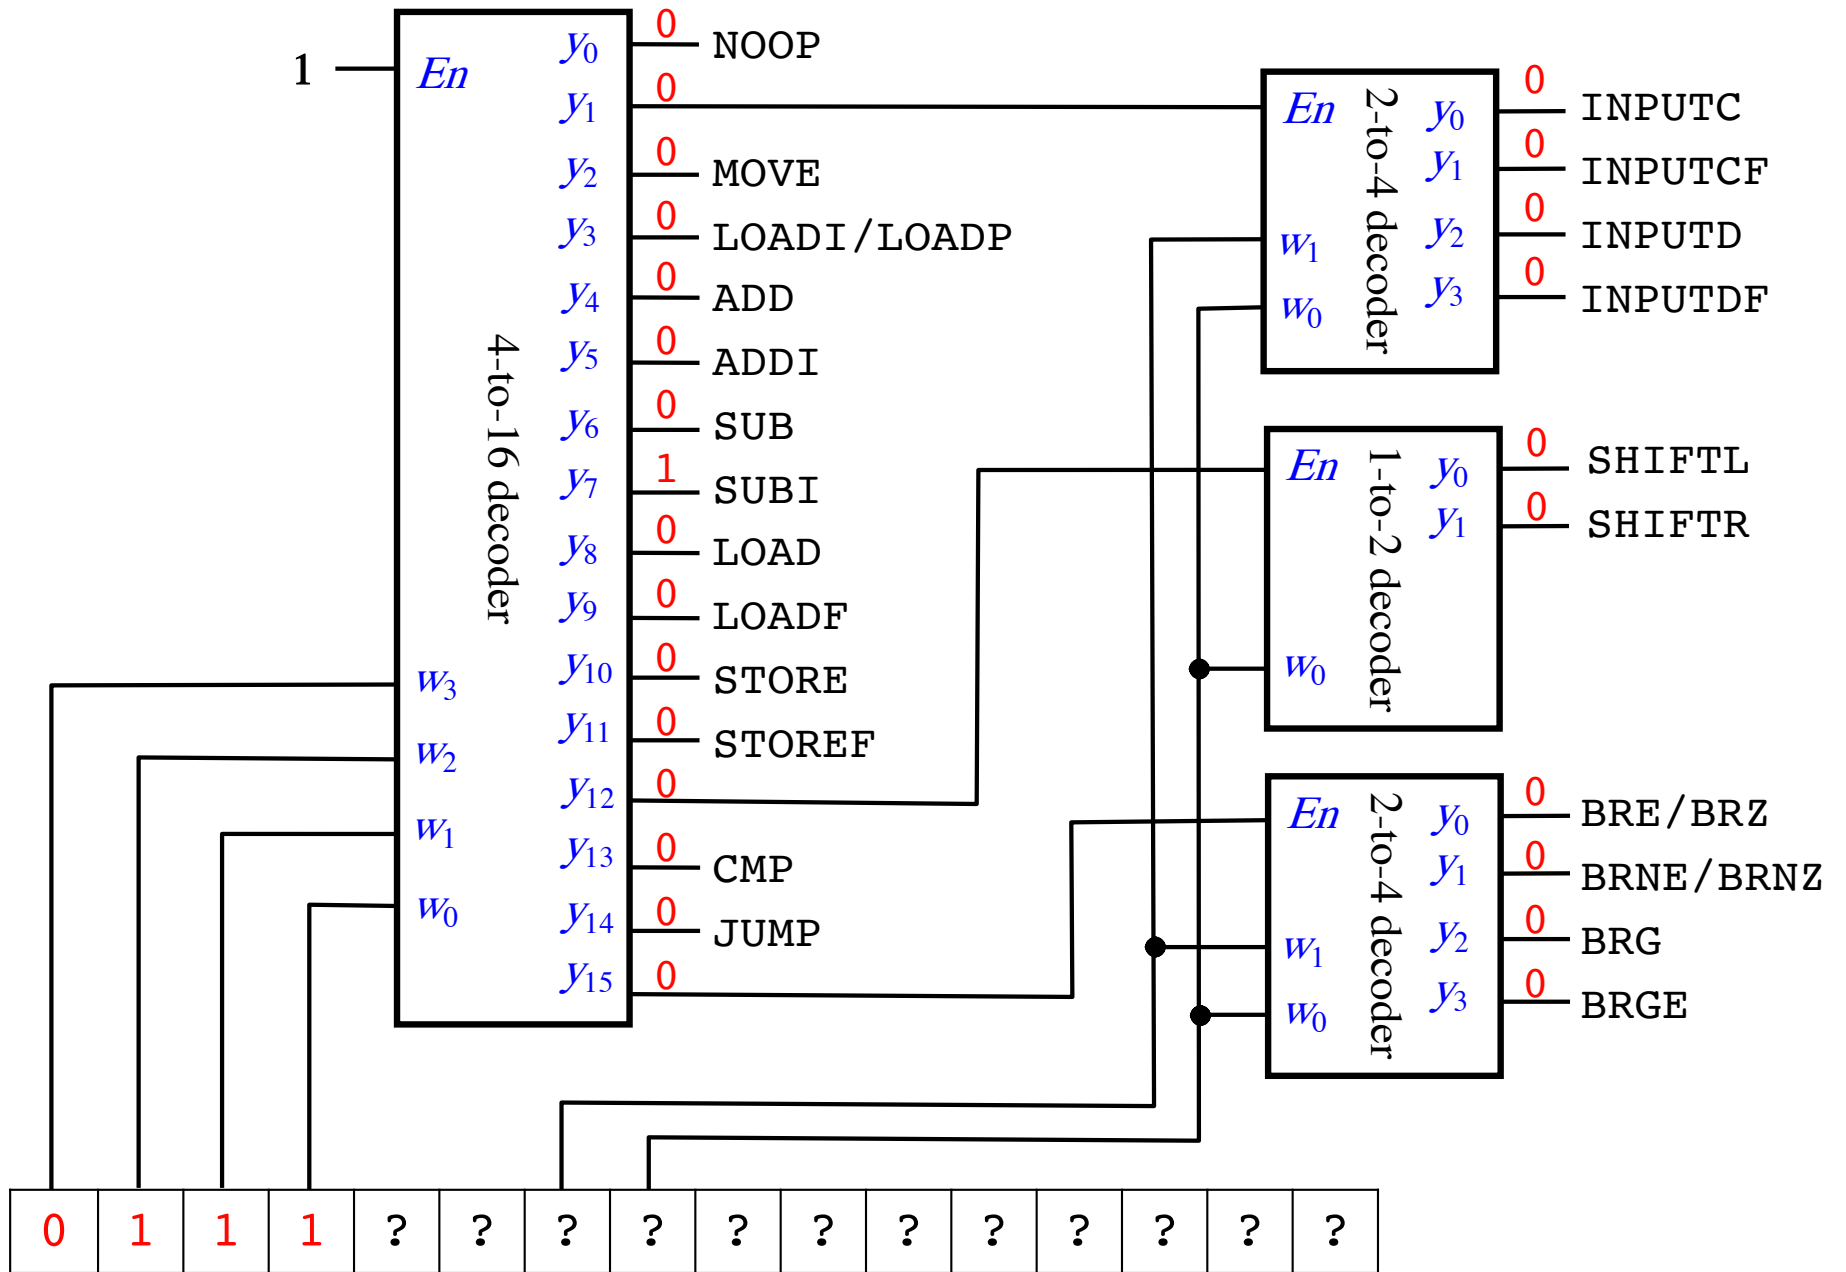 1
En
4-to-16 decoder
w3
w2
w1
w0
y0 0 NOOP
y1 0
y2 0 MOVE
y3 0 LOADI/LOADP
y4 0 ADD
y5 0 ADDI
y6 0 SUB
y7 1 SUBI
y8 0 LOAD
y9 0 LOADF
y10 0 STORE
y11 0 STOREF
y12 0
y13 0 CMP
y14 0 JUMP
y15 0
En
w1
w0
2-to-4 decoder
y0 0 INPUTC
y1 0 INPUTCF
y2 0 INPUTD
y3 0 INPUTDF
En
w0
1-to-2 decoder
y0 0 SHIFTL
y1 0 SHIFTR
En
w1
w0
2-to-4 decoder
y0 0 BRE/BRZ
y1 0 BRNE/BRNZ
y2 0 BRG
y3 0 BRGE
0 1 1 1 ? ? ? ? ? ? ? ? ? ? ? ?